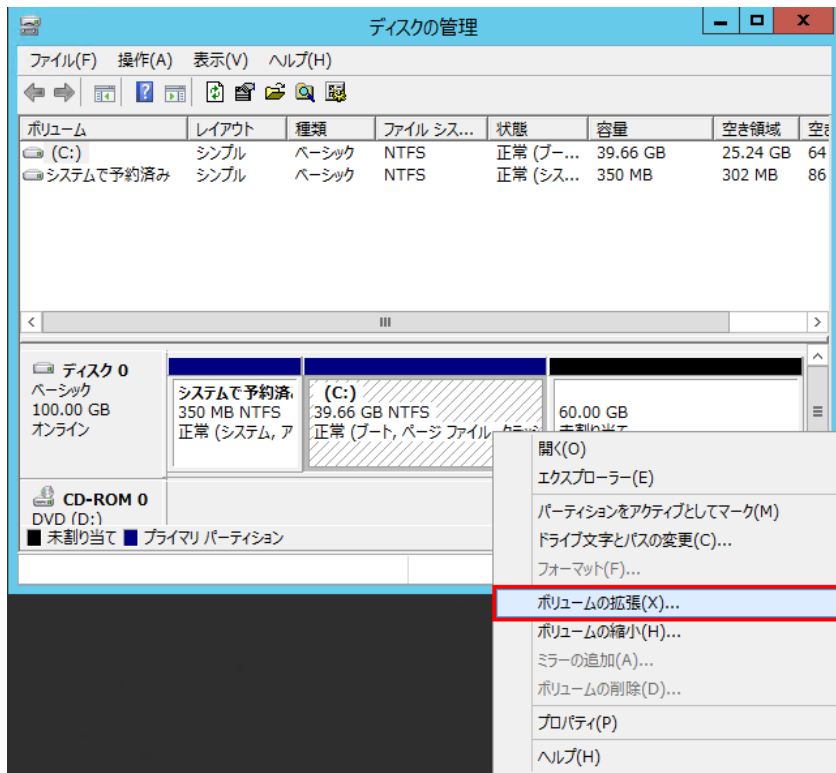 ディスクの管理
ファイル(F) 操作(A) 表示(V) ヘルプ(H)
ボリューム レイアウト 種類 ファイル シス... 状態 容量 空き領域
(C:) シンプル ベーシック NTFS 正常 (ブー... 39.66 GB 25.24 GB 64
システムで予約済み シンプル ベーシック NTFS 正常 (シス... 350 MB 302 MB 86
ディスク 0
ベーシック
100.00 GB
オンライン
システムで予約済
350 MB NTFS
正常 (システム, ア
(C:)
39.66 GB NTFS
正常 (ブート, ページ ファイル,
60.00 GB
CD-ROM 0
DVD (D:)
未割り当て プライマリ パーティション
開く(O)
エクスプローラー(E)
パーティションをアクティブとしてマーク(M)
ドライブ文字とパスの変更(C)...
フォーマット(F)...
ボリュームの拡張(X)...
ボリュームの縮小(H)...
ミラーの追加(A)...
ボリュームの削除(D)...
プロパティ(P)
ヘルプ(H)